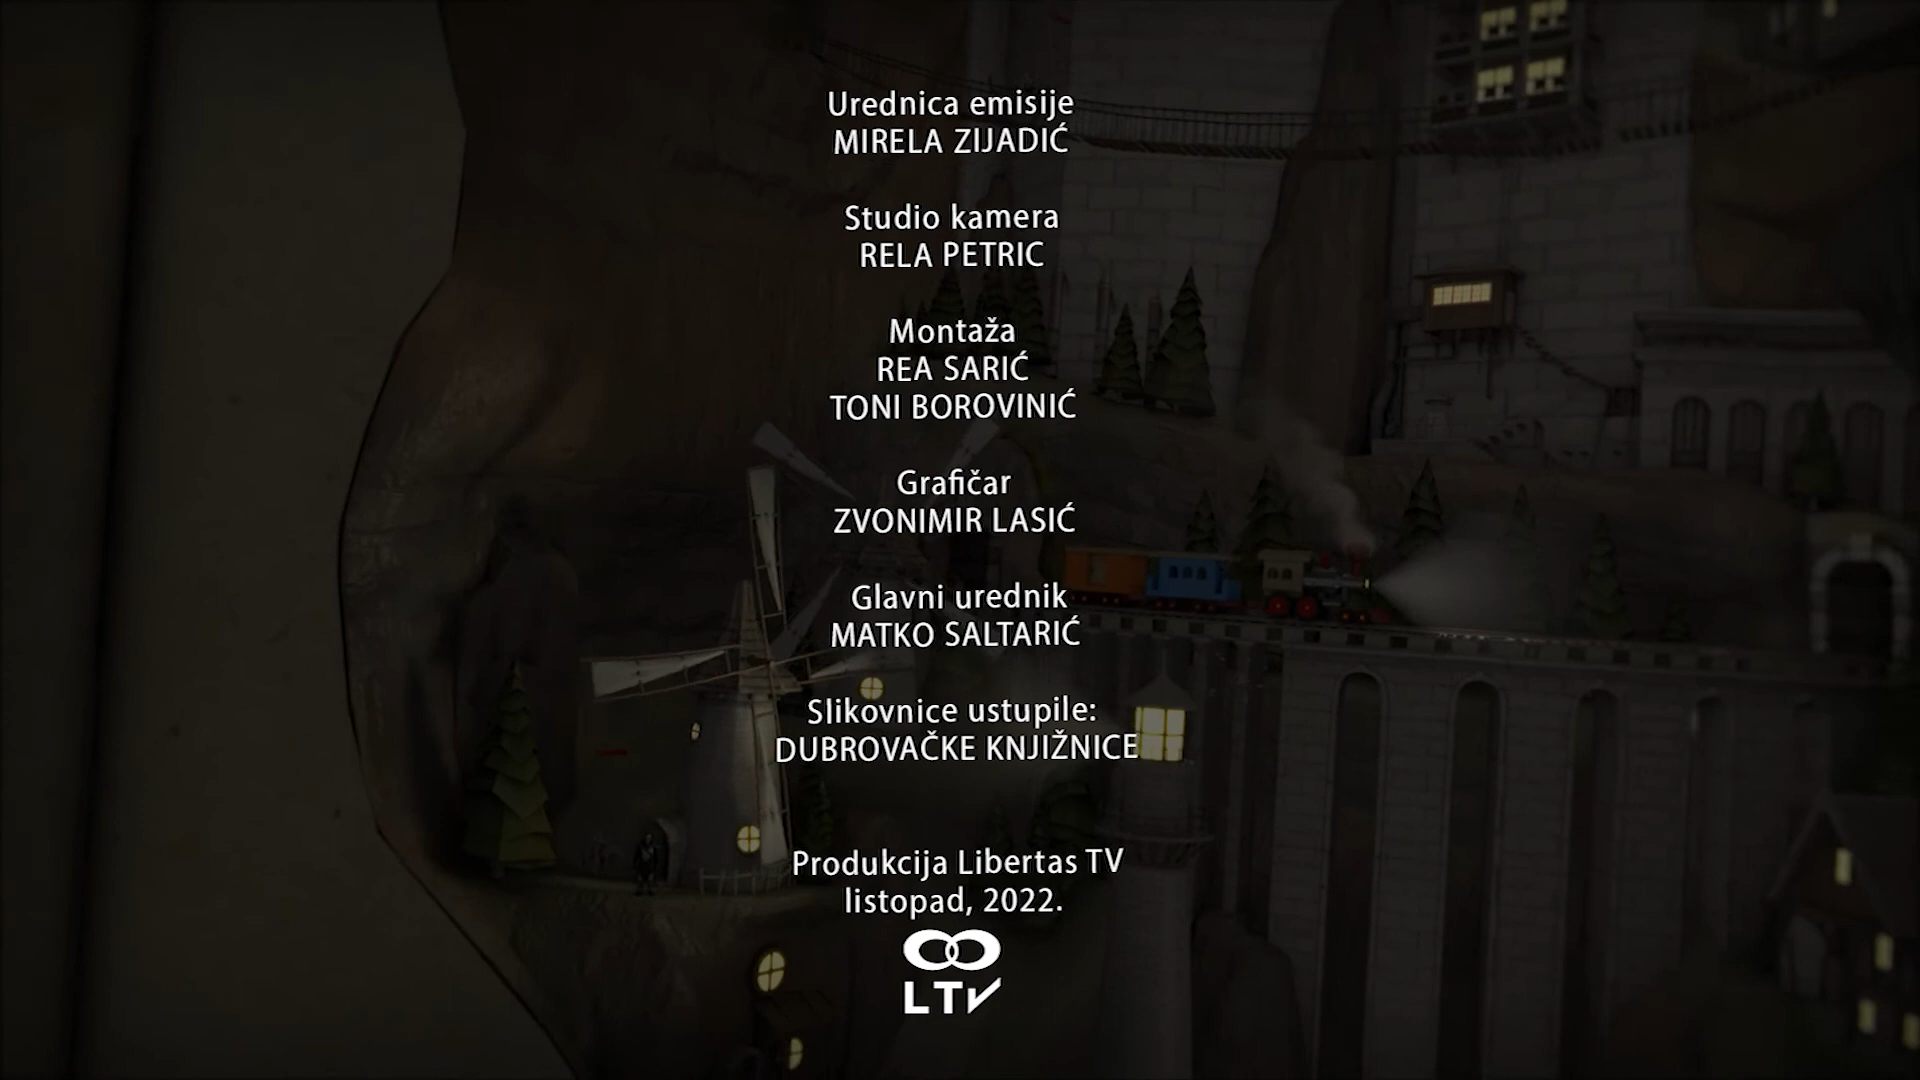 Urednica emisije
MIRELA ZIJADIĆ
Studio kamera
RELA PETRIC
Montaža
REA SARIĆ
TONI BOROVINIĆ
Grafičar
ZVONIMIR LASIĆ
Glavni urednik
MATKO SALTARIĆ
Slikovnice ustupile:
DUBROVAČKE KNJIŽNICE
Produkcija Libertas TV
listopad, 2022.
LTV